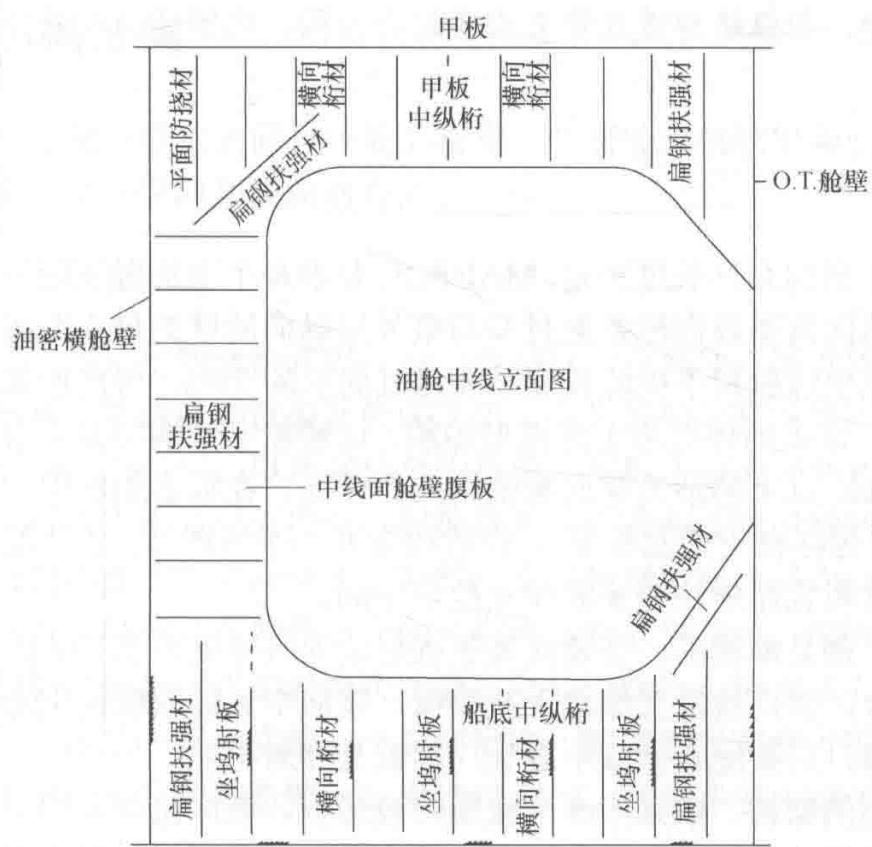 甲板
平面防挠材
横向
桁材
甲板
中纵桁
横向
桁材
扁钢扶强材
扁钢扶强材
O.T.舱壁
油密横舱壁
油舱中线立面图
扁钢
扶强材
中线面舱壁腹板
扁钢扶强材
船底中纵桁
扁钢扶强材
坐坞肘板
横向桁材
坐坞肘板
横向桁材
坐坞肘板
扁钢扶强材